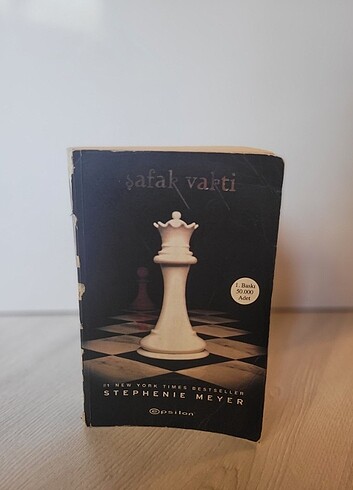 şafak vakti
1. Baskı
50.000
Adet
#1 NEW YORK TIMES BESTSELLER
STEPHENIE MEYER
epsilon